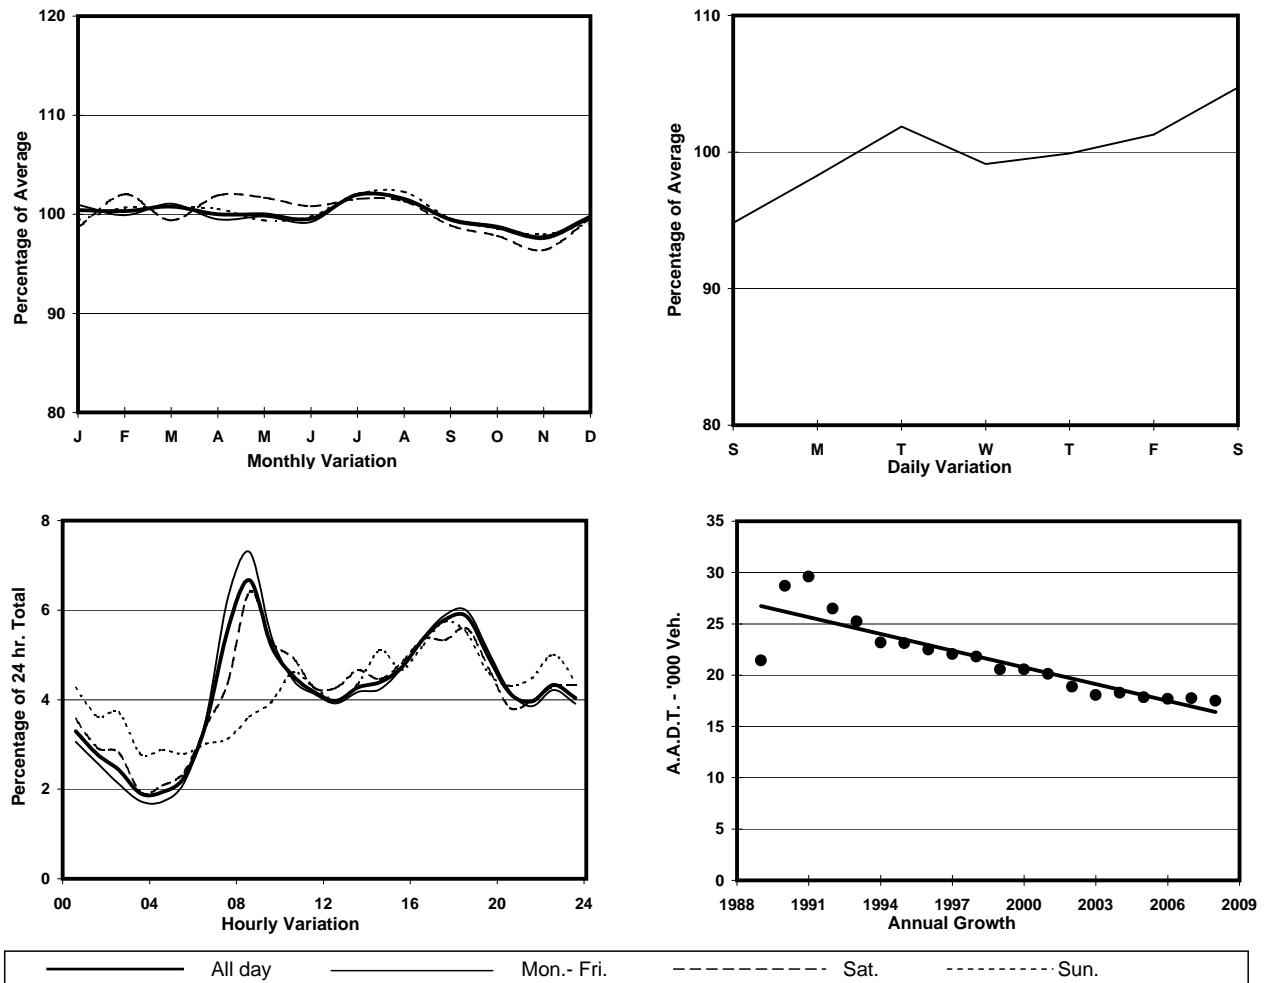 120
110
100
90
80
Percentage of Average
J F M A M J J A S O N D
Monthly Variation
110
100
90
80
Percentage of Average
S M T W T F S
Daily Variation
8
6
4
2
0
Percentage of 24 hr. Total
00 04 08 12 16 20 24
Hourly Variation
35
30
25
20
15
10
5
0
A.A.D.T. - '000 Veh.
1988 1991 1994 1997 2000 2003 2006 2009
Annual Growth
All day Mon.- Fri. Sat. Sun.